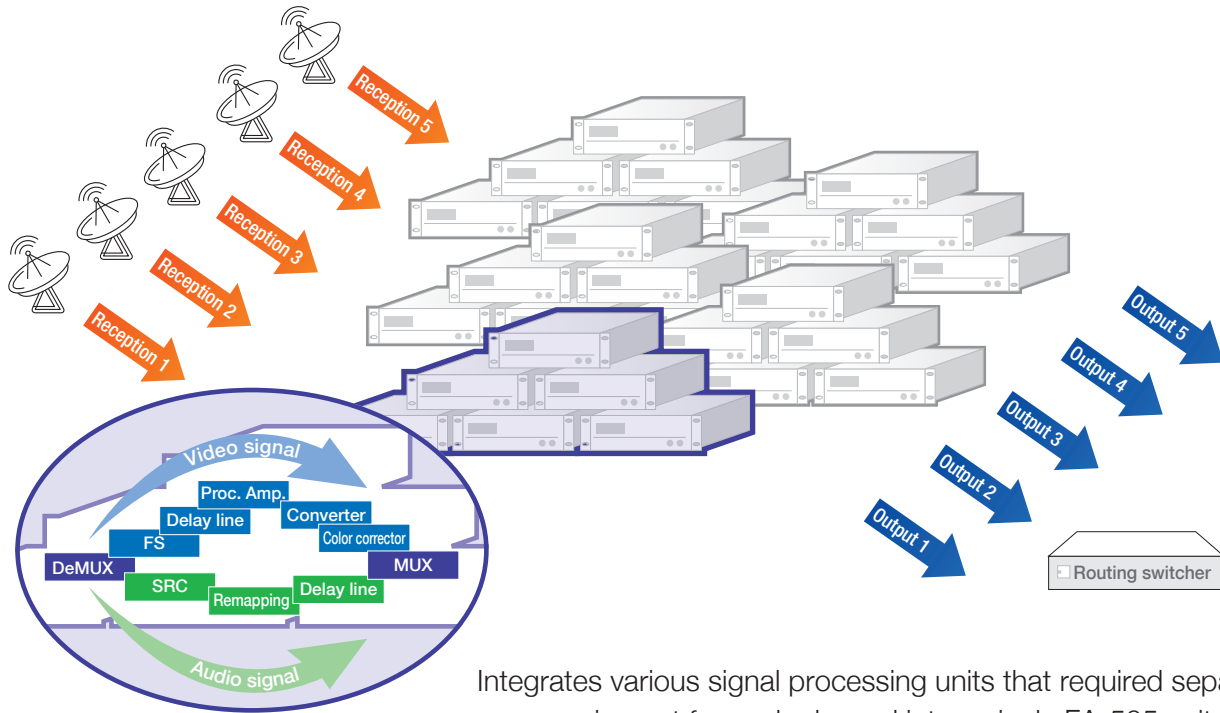 Reception 5
Reception 4
Reception 3
Reception 2
Reception 1
Output 5
Output 4
Output 3
Output 2
Output 1
Routing switcher
Video signal
Proc. Amp.
Delay line
Converter
FS
Color corrector
DeMUX
MUX
SRC
Remapping
Delay line
Audio signal
Integrates various signal processing units that required